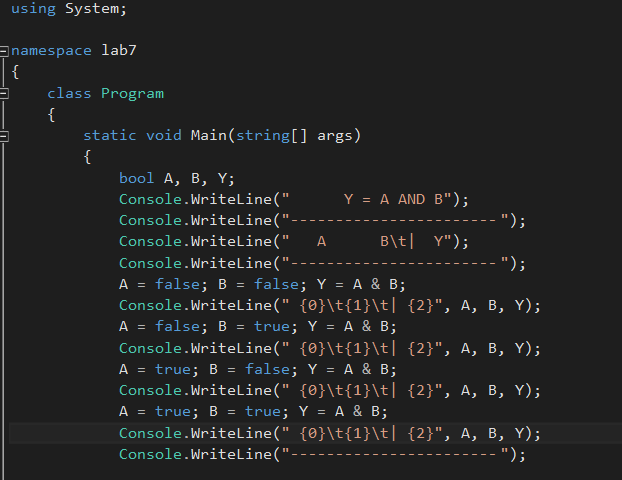 using System;
namespace lab7
{
class Program
{
static void Main(string[] args)
{
bool A, B, Y;
Console.WriteLine("      Y = A AND B");
Console.WriteLine("-----------------------");
Console.WriteLine("   A      B\t|  Y");
Console.WriteLine("-----------------------");
A = false; B = false; Y = A & B;
Console.WriteLine(" {0}\t{1}\t| {2}", A, B, Y);
A = false; B = true; Y = A & B;
Console.WriteLine(" {0}\t{1}\t| {2}", A, B, Y);
A = true; B = false; Y = A & B;
Console.WriteLine(" {0}\t{1}\t| {2}", A, B, Y);
A = true; B = true; Y = A & B;
Console.WriteLine(" {0}\t{1}\t| {2}", A, B, Y);
Console.WriteLine("-----------------------");